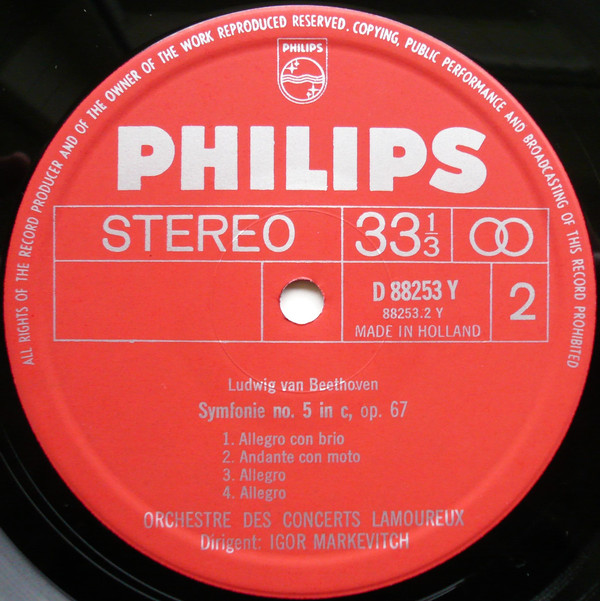 ALL RIGHTS OF THE RECORD PRODUCER AND OF THE OWNER OF THE WORK REPRODUCED RESERVED. COPYING, PUBLIC PERFORMANCE AND BROADCASTING OF THIS RECORD PROHIBITED
PHILIPS
PHILIPS
STEREO
33 1/3
D 88253 Y
88253.2 Y
MADE IN HOLLAND
2
Ludwig van Beethoven
Symfonie no. 5 in c, op. 67
1. Allegro con brio
2. Andante con moto
3. Allegro
4. Allegro
ORCHESTRE DES CONCERTS LAMOUREUX
Dirigent: IGOR MARKEVITCH